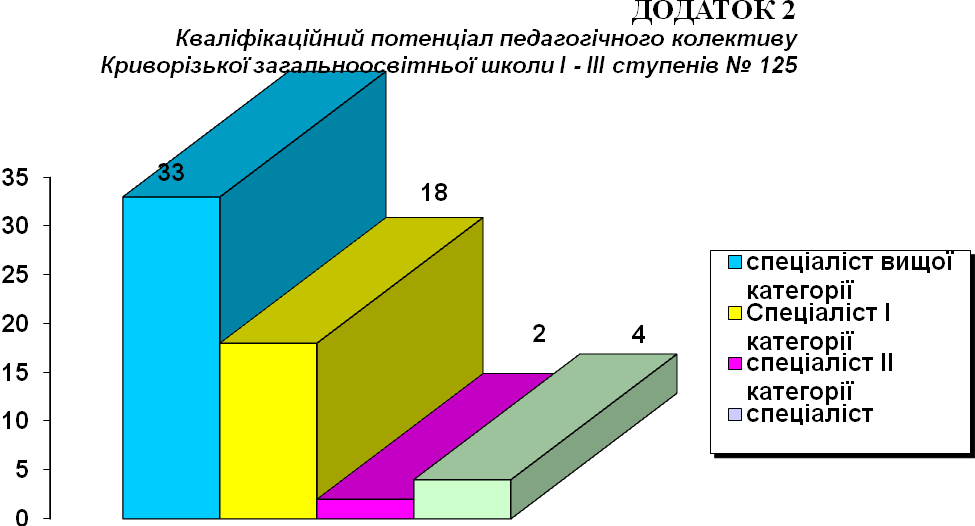 ДОДАТОК 2
Кваліфікаційний потенціал педагогічного колективу
Криворізької загальноосвітньої школи І - ІІІ ступенів № 125
33
18
2
4
35
30
25
20
15
10
5
0
спеціаліст вищої
категорії
Спеціаліст І
категорії
спеціаліст ІІ
категорії
спеціаліст